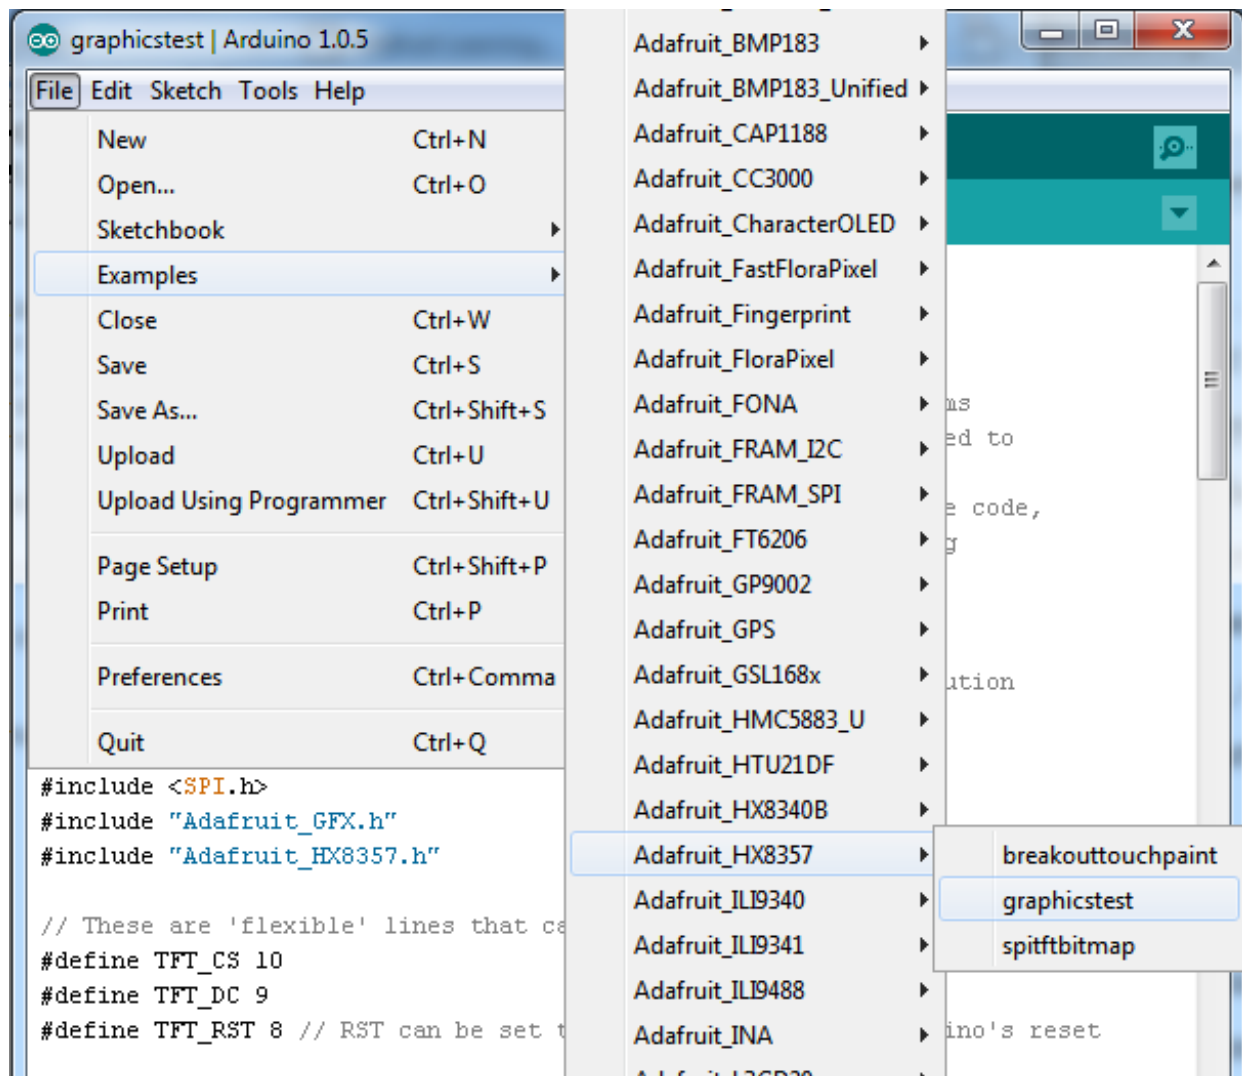 graphicstest | Arduino 1.0.5
File Edit Sketch Tools Help
New Ctrl+N
Open... Ctrl+O
Sketchbook
Examples
Close Ctrl+W
Save Ctrl+S
Save As... Ctrl+Shift+S
Upload Ctrl+U
Upload Using Programmer Ctrl+Shift+U
Page Setup Ctrl+Shift+P
Print Ctrl+P
Preferences Ctrl+Comma
Quit Ctrl+Q
Adafruit_BMP183
Adafruit_BMP183_Unified
Adafruit_CAP1188
Adafruit_CC3000
Adafruit_CharacterOLED
Adafruit_FastFloraPixel
Adafruit_Fingerprint
Adafruit_FloraPixel
Adafruit_FONA
Adafruit_FRAM_I2C
Adafruit_FRAM_SPI
Adafruit_FT6206
Adafruit_GP9002
Adafruit_GPS
Adafruit_GSL168x
Adafruit_HMC5883_U
Adafruit_HTU21DF
Adafruit_HX8340B
Adafruit_HX8357
Adafruit_ILI9340
Adafruit_ILI9341
Adafruit_ILI9488
Adafruit_INA
breakouttouchpaint
graphicstest
spitftbitmap
ms
ed to
e code,
g
ution
#include <SPI.h>
#include "Adafruit_GFX.h"
#include "Adafruit_HX8357.h"
// These are 'flexible' lines that ca
#define TFT_CS 10
#define TFT_DC 9
#define TFT_RST 8 // RST can be set t ino's reset